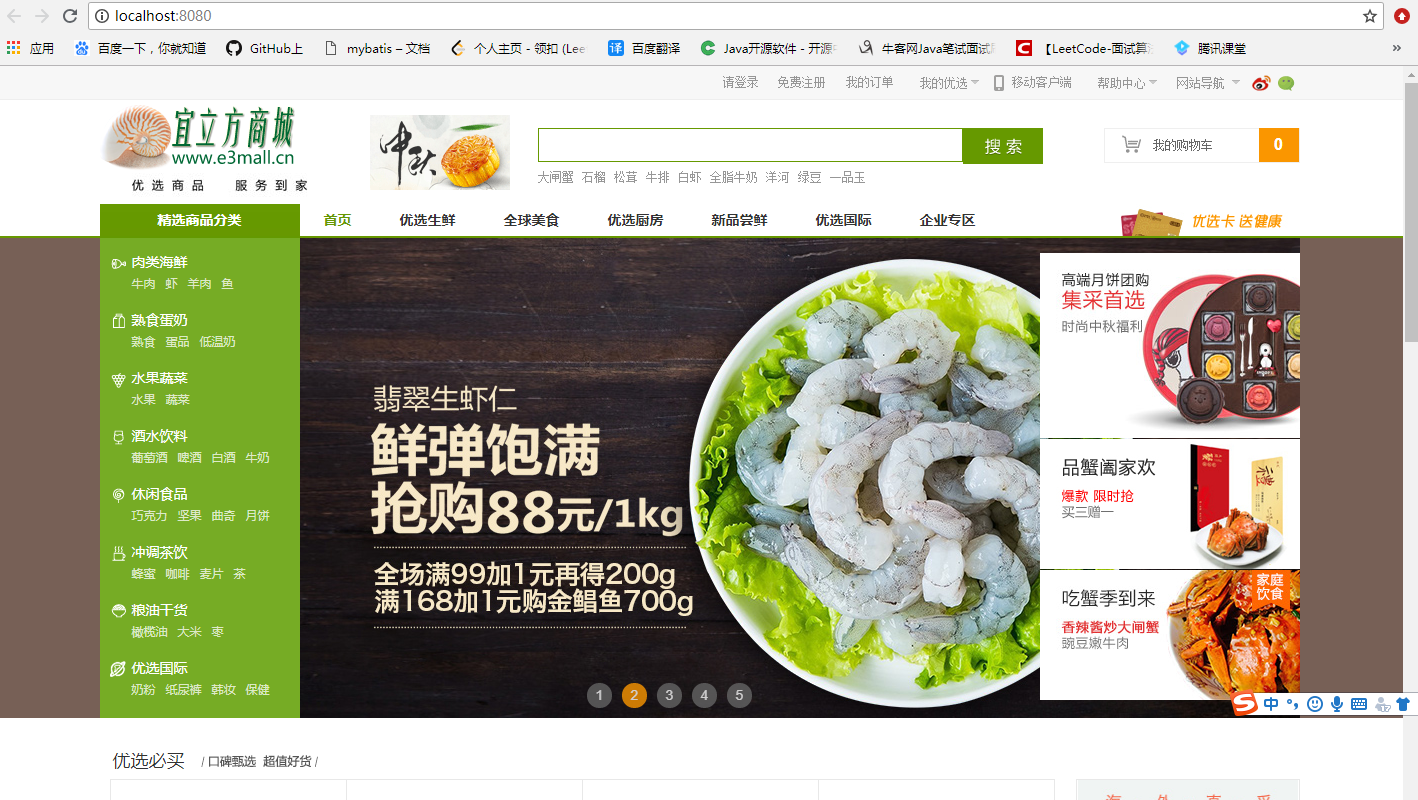 localhost:8080
应用 百度一下，你就知道 GitHub上 mybatis – 文档 个人主页 - 领扣 (Lee 百度翻译 Java开源软件 - 开源 牛客网Java笔试面试 【LeetCode-面试算 腾讯课堂 »
请登录 免费注册 我的订单 我的优选 移动客户端 帮助中心 网站导航
宜立方商城
www.e3mall.cn
优选商品 服务到家
中秋
搜 索
我的购物车 0
大闸蟹 石榴 松茸 牛排 白虾 全脂牛奶 洋河 绿豆 一品玉
精选商品分类 首页 优选生鲜 全球美食 优选厨房 新品尝鲜 优选国际 企业专区 优选卡 送健康
肉类海鲜
牛肉 虾 羊肉 鱼
熟食蛋奶
熟食 蛋品 低温奶
水果蔬菜
水果 蔬菜
酒水饮料
葡萄酒 啤酒 白酒 牛奶
休闲食品
巧克力 坚果 曲奇 月饼
冲调茶饮
蜂蜜 咖啡 麦片 茶
粮油干货
橄榄油 大米 枣
优选国际
奶粉 纸尿裤 韩妆 保健
翡翠生虾仁
鲜弹饱满
抢购88元/1kg
全场满99加1元再得200g
满168加1元购金鲳鱼700g
1 2 3 4 5
高端月饼团购
集采首选
时尚中秋福利
品蟹阖家欢
爆款 限时抢
买三赠一
吃蟹季到来
香辣酱炒大闸蟹
豌豆嫩牛肉
家庭
饮食
中
优选必买 / 口碑甄选 超值好货 /
海 外 直 采